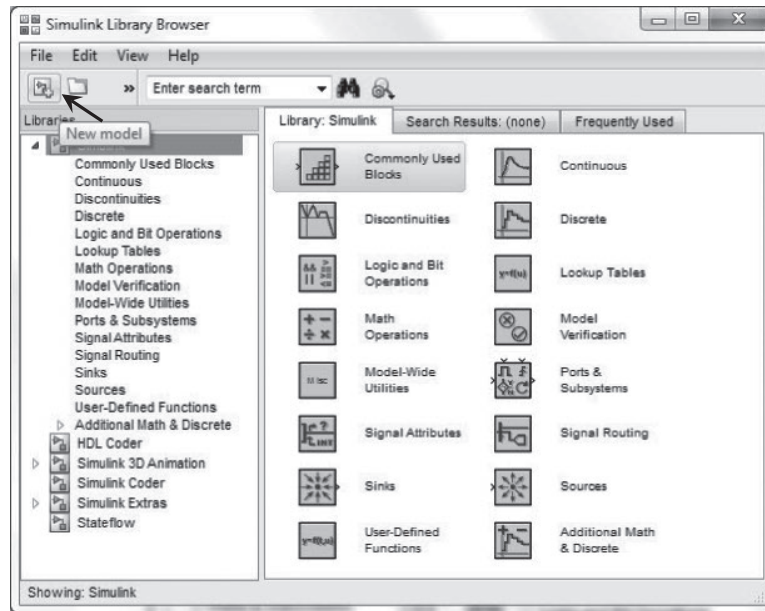 Simulink Library Browser
File Edit View Help
» Enter search term
Libraries
New model
Library: Simulink Search Results: (none) Frequently Used
Commonly Used Blocks
Continuous
Discontinuities
Discrete
Logic and Bit Operations
Lookup Tables
Math Operations
Model Verification
Model-Wide Utilities
Ports & Subsystems
Signal Attributes
Signal Routing
Sinks
Sources
User-Defined Functions
Additional Math & Discrete
HDL Coder
Simulink 3D Animation
Simulink Coder
Simulink Extras
Stateflow
Commonly Used
Blocks
Continuous
Discontinuities
Discrete
Logic and Bit
Operations
y=f(u)
Lookup Tables
Math
Operations
Model
Verification
Misc
Model-Wide
Utilities
Ports &
Subsystems
Signal Attributes
Signal Routing
Sinks
Sources
User-Defined
Functions
Additional Math
& Discrete
Showing: Simulink